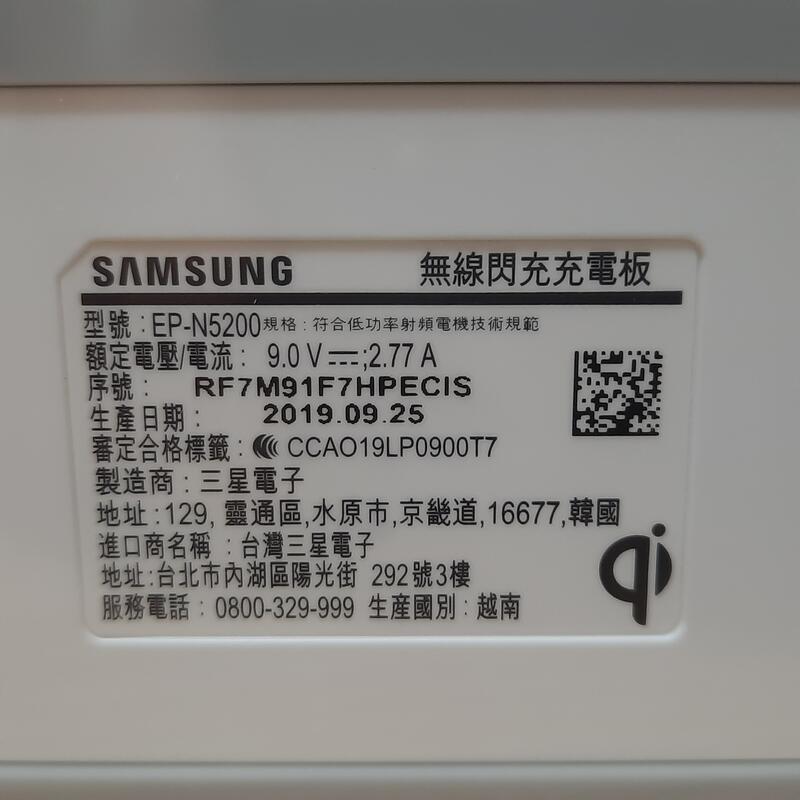 SAMSUNG 無線閃充充電板
型號：EP-N5200 規格：符合低功率射頻電機技術規範
額定電壓/電流： 9.0 V⎓;2.77 A
序號： RF7M91F7HPECIS
生產日期： 2019.09.25
審定合格標籤： CCAO19LP0900T7
製造商：三星電子
地址:129, 靈通區,水原市,京畿道,16677,韓國
進口商名稱：台灣三星電子
地址:台北市內湖區陽光街 292號3樓
服務電話：0800-329-999 生産國別：越南
qi